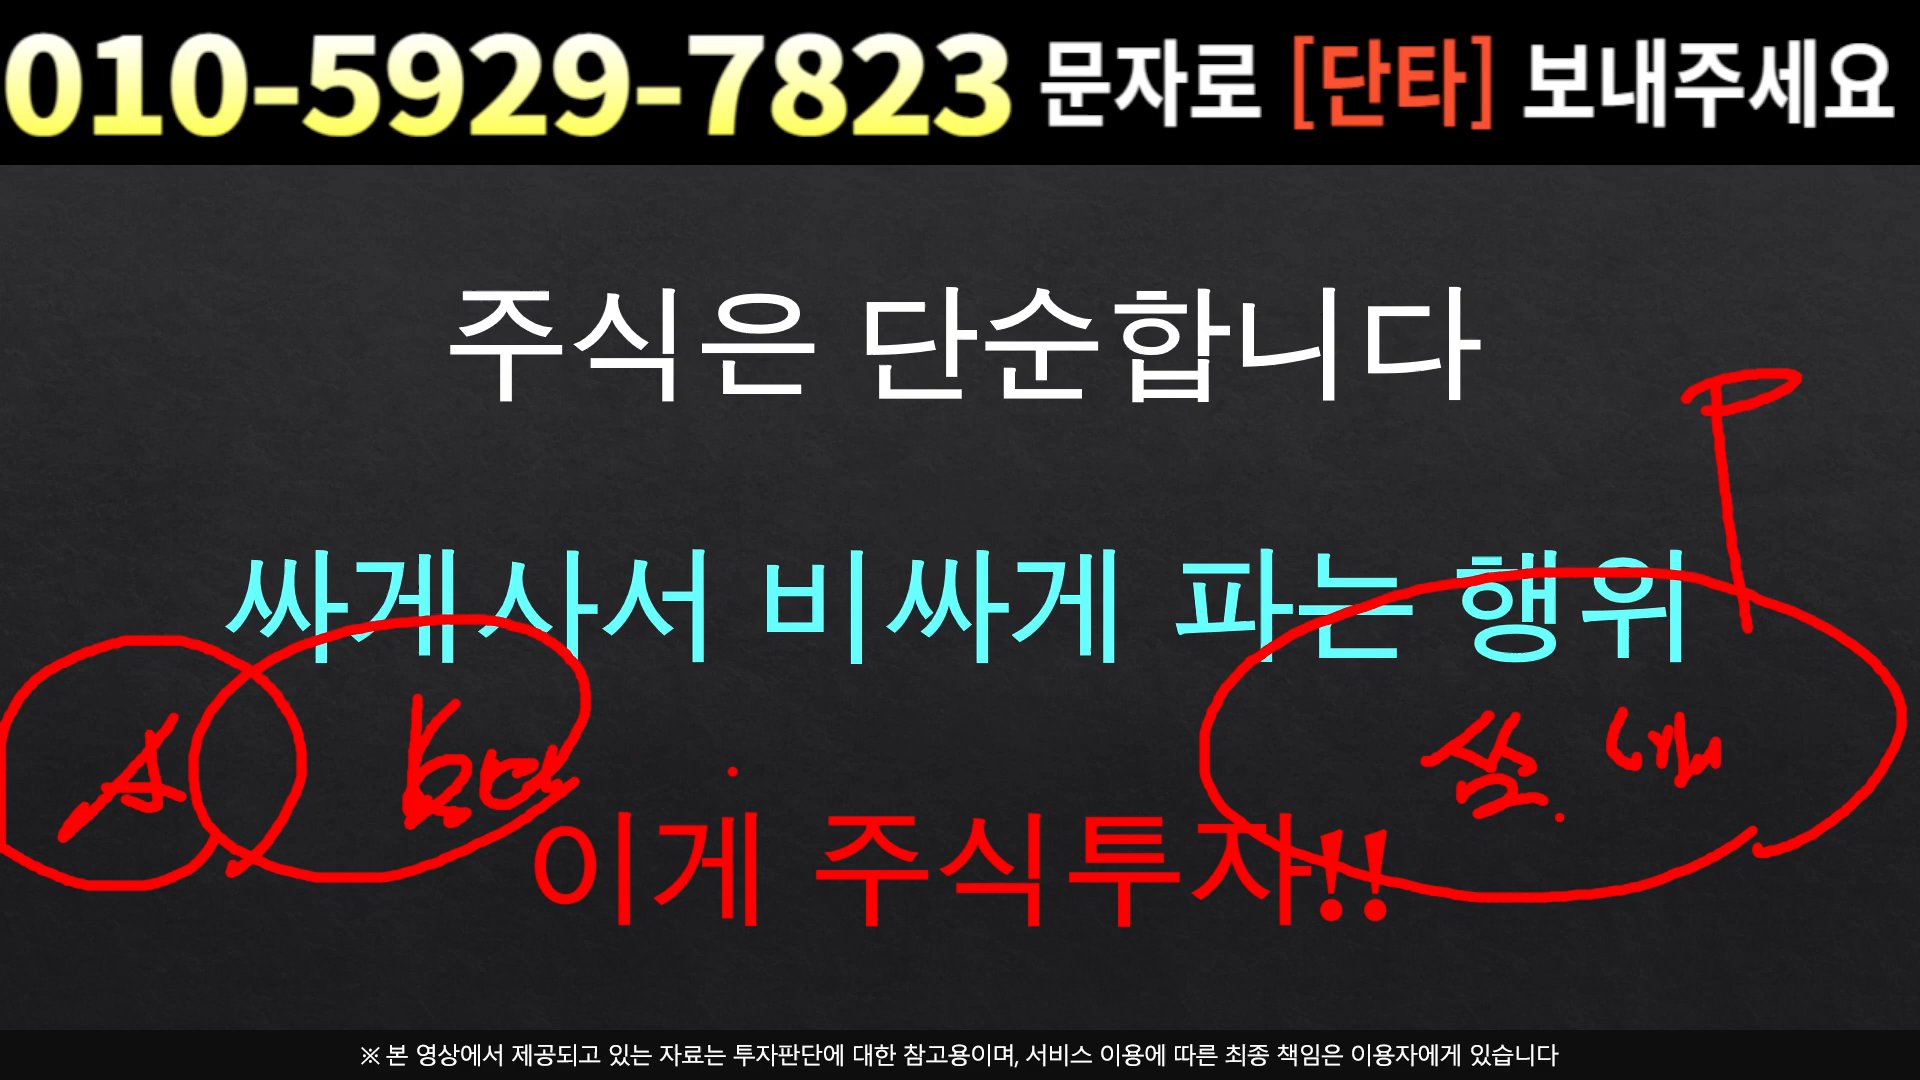 010-5929-7823 문자로 [단타] 보내주세요
주식은 단순합니다
싸게사서 비싸게 파는 행위
이게 주식투자!!
※ 본 영상에서 제공되고 있는 자료는 투자판단에 대한 참고용이며, 서비스 이용에 따른 최종 책임은 이용자에게 있습니다